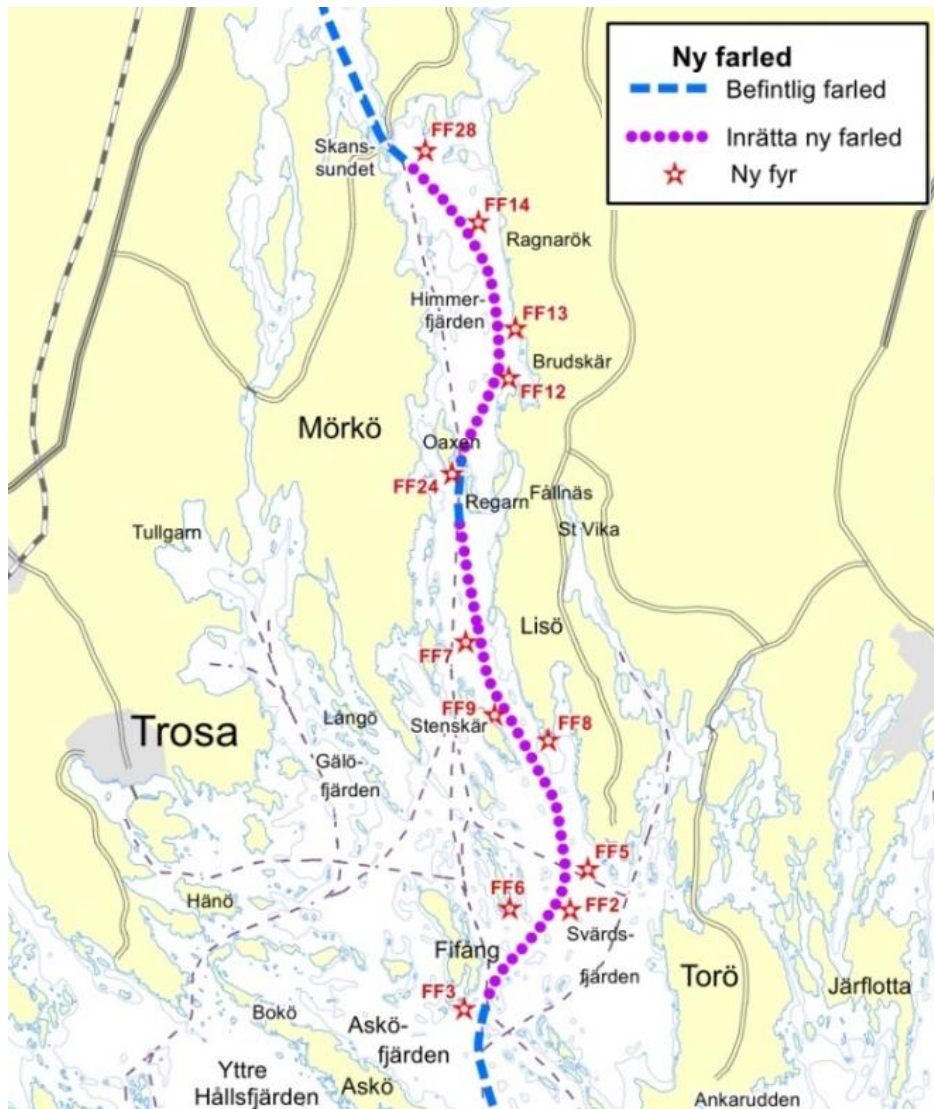 Ny farled
Befintlig farled
Inrätta ny farled
Ny fyr
FF28
Skans-
sundet
FF14
Ragnarök
Himmer-
fjärden
FF13
Brudskär
FF12
Mörkö
Oaxen
FF24
Regarn
Fållnäs
St Vika
Tullgarn
Lisö
FF7
FF9
Stenskär
FF8
Långö
Trosa
Gälö-
fjärden
FF5
FF6
FF2
Hånö
Svärds-
fjärden
Fifång
Torö
Järflotta
FF3
Bokö
Askö-
fjärden
Yttre
Hållsfjärden
Askö
Ankarudden